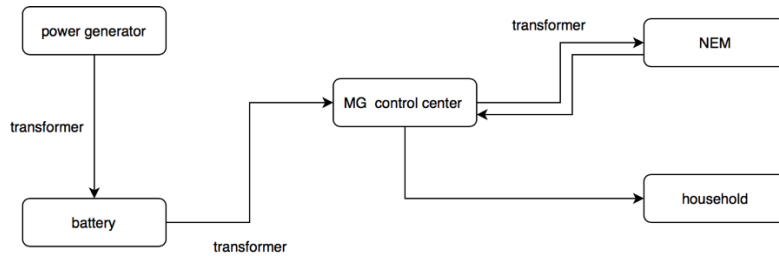 power generator
transformer
NEM
MG control center
transformer
battery
household
transformer